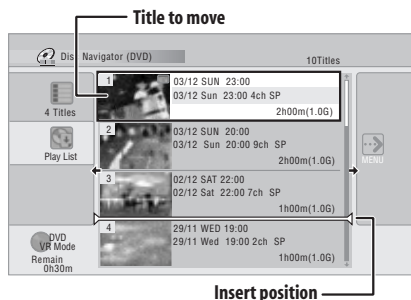 Title to move
Disc Navigator (DVD)
10Titles
4 Titles
Play List
1
03/12 SUN 23:00
03/12 Sun 23:00 4ch SP
2h00m(1.0G)
2
03/12 SUN 20:00
03/12 Sun 20:00 9ch SP
2h00m(1.0G)
3
02/12 SAT 22:00
02/12 Sat 22:00 7ch SP
1h00m(1.0G)
4
29/11 WED 19:00
29/11 Wed 19:00 2ch SP
1h00m(1.0G)
MENU
DVD
VR Mode
Remain
0h30m
Insert position